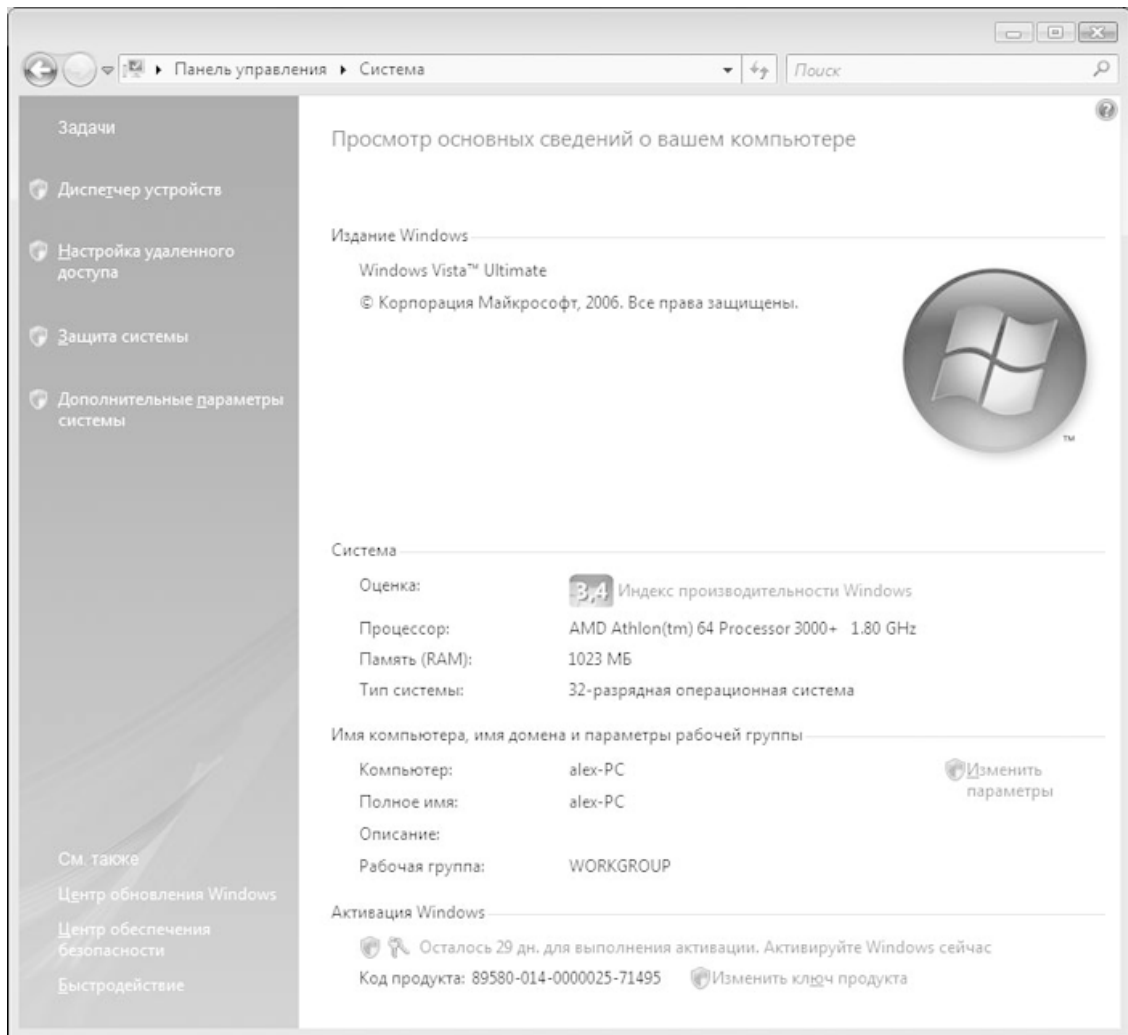 Панель управления ▸ Система
Поиск
Задачи
Диспетчер устройств
Настройка удаленного
доступа
Защита системы
Дополнительные параметры
системы
См. также
Центр обновления Windows
Центр обеспечения
безопасности
Быстродействие
Просмотр основных сведений о вашем компьютере
Издание Windows
Windows Vista™ Ultimate
© Корпорация Майкрософт, 2006. Все права защищены.
TM
Система
Оценка: 3,4 Индекс производительности Windows
Процессор: AMD Athlon(tm) 64 Processor 3000+ 1.80 GHz
Память (RAM): 1023 МБ
Тип системы: 32-разрядная операционная система
Имя компьютера, имя домена и параметры рабочей группы
Компьютер: alex-PC
Изменить
параметры
Полное имя: alex-PC
Описание:
Рабочая группа: WORKGROUP
Активация Windows
Осталось 29 дн. для выполнения активации. Активируйте Windows сейчас
Код продукта: 89580-014-0000025-71495 Изменить ключ продукта